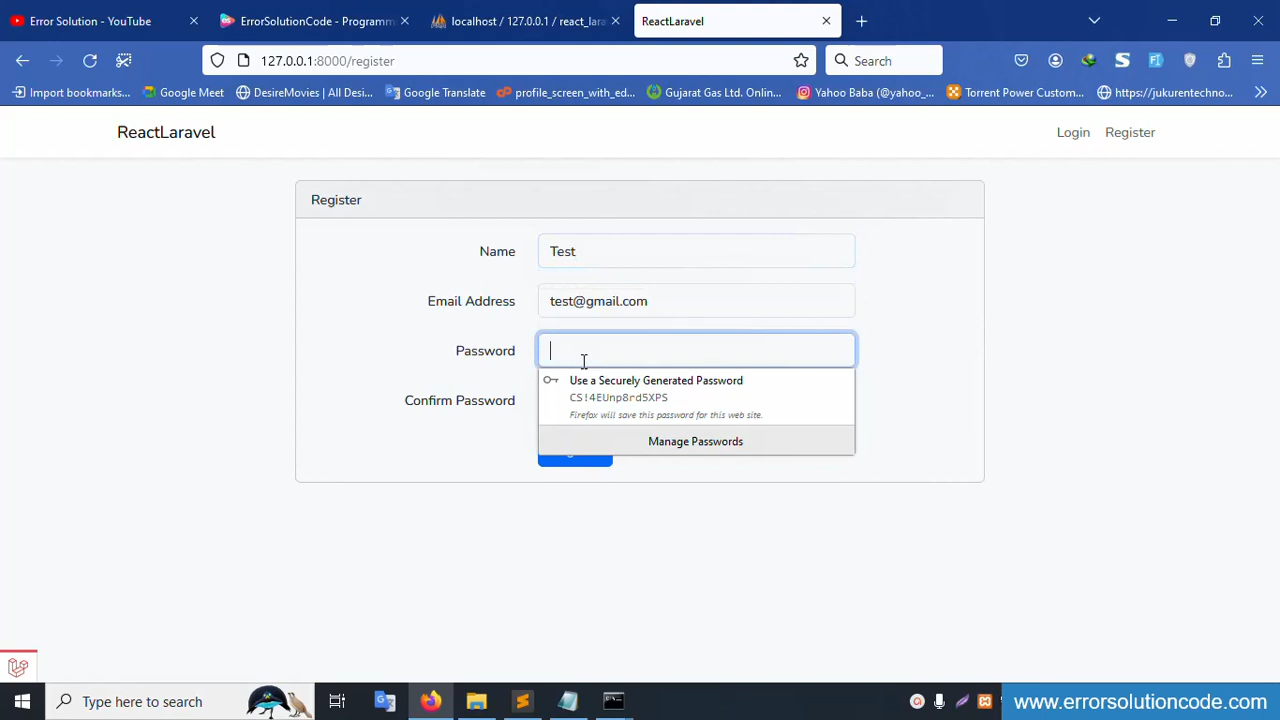 Error Solution - YouTube
ErrorSolutionCode - Programm
localhost / 127.0.0.1 / react_lara
ReactLaravel
127.0.0.1:8000/register
Search
Import bookmarks...
Google Meet
DesireMovies | All Desi...
Google Translate
profile_screen_with_ed...
Gujarat Gas Ltd. Onlin...
Yahoo Baba (@yahoo_...
Torrent Power Custom...
https://jukurentechno...
ReactLaravel
Login
Register
Register
Name
Test
Email Address
test@gmail.com
Password
Use a Securely Generated Password
CS!4EUnp8rd5XPS
Firefox will save this password for this web site.
Confirm Password
Manage Passwords
Type here to search
www.errorsolutioncode.com